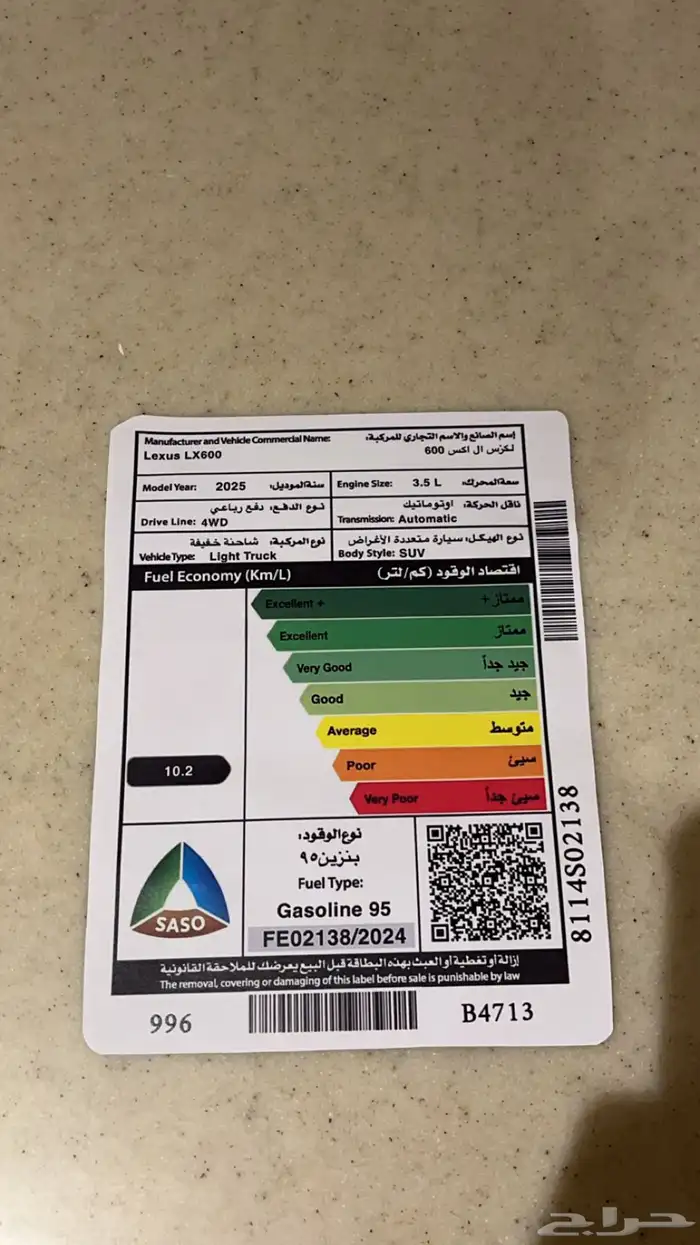 Manufacturer and Vehicle Commercial Name: إسم الصانع والاسم التجاري للمركبة:
Lexus LX600 لكزس ال اكس 600
Model Year: 2025 سنة الموديل: Engine Size: 3.5 L سعة المحرك:
نوع الدفع: دفع رباعي ناقل الحركة: اوتوماتيك
Drive Line: 4WD Transmission: Automatic
نوع المركبة: شاحنة خفيفة نوع الهيكل: سيارة متعددة الأغراض
Vehicle Type: Light Truck Body Style: SUV
Fuel Economy (Km/L) اقتصاد الوقود (كم/لتر)
Excellent + ممتاز+
Excellent ممتاز
Very Good جيد جداً
Good جيد
Average متوسط
10.2 Poor سيئ
Very Poor سيئ جداً
نوع الوقود:
بنزين٩٥
Fuel Type:
Gasoline 95
FE02138/2024
SASO
8114S02138
إزالة أو تغطية أو العبث بهذه البطاقة قبل البيع يعرضك للملاحقة القانونية
The removal, covering or damaging of this label before sale is punishable by law
996 B4713
حراج